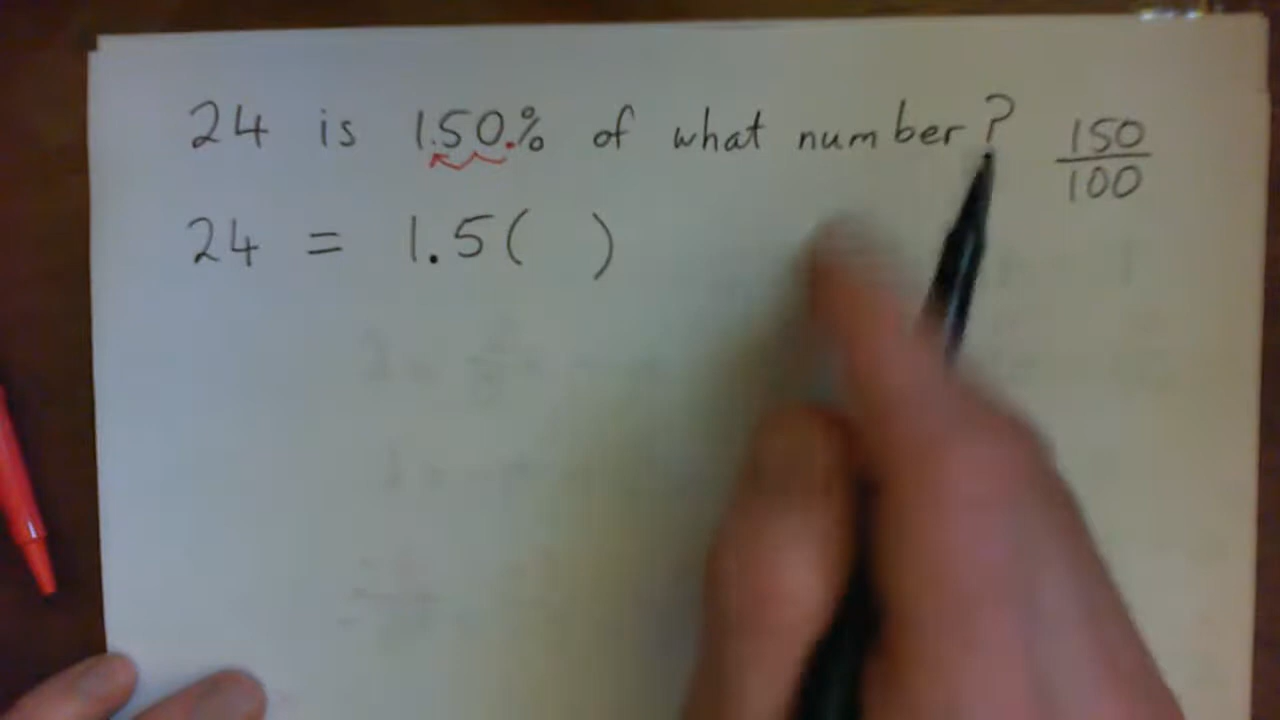 24 is 1.50.% of what number?
150
100
24 = 1.5( )